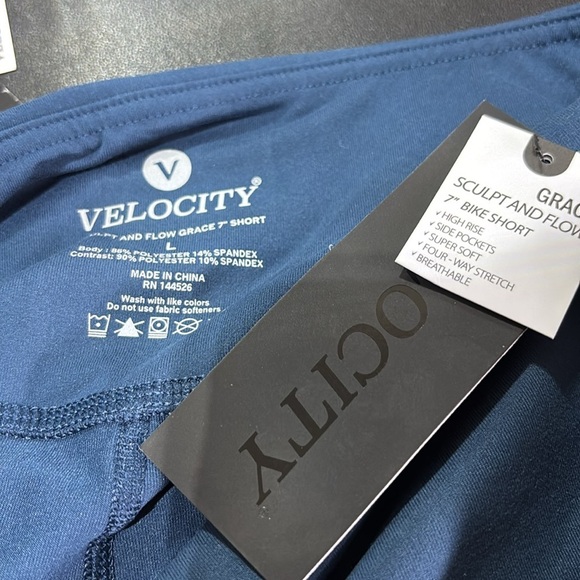 V
VELOCITY®
AND FLOW GRACE 7" SHORT
L
Body: 86% POLYESTER 14% SPANDEX
Contrast: 90% POLYESTER 10% SPANDEX
MADE IN CHINA
RN 144526
Wash with like colors
Do not use fabric softeners
OCITY
GRAC
SCULPT AND FLOW
7" BIKE SHORT
✓HIGH RISE
✓SIDE POCKETS
✓SUPER SOFT
✓FOUR-WAY STRETCH
✓BREATHABLE